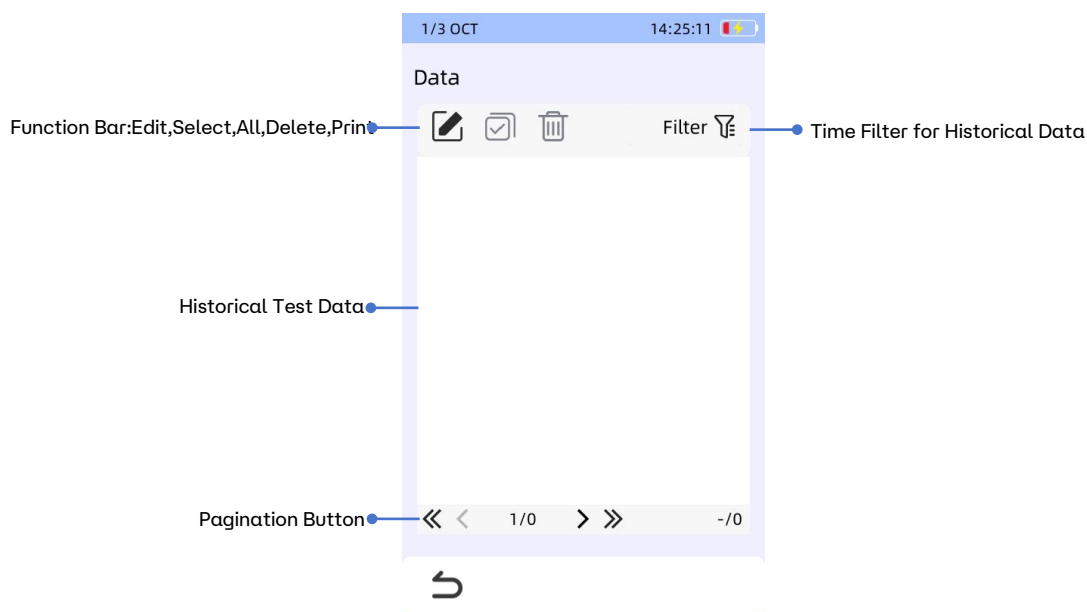 1/3 OCT 14:25:11
Data
Function Bar:Edit,Select,All,Delete,Print
Filter
Time Filter for Historical Data
Historical Test Data
Pagination Button
1/0 -/0